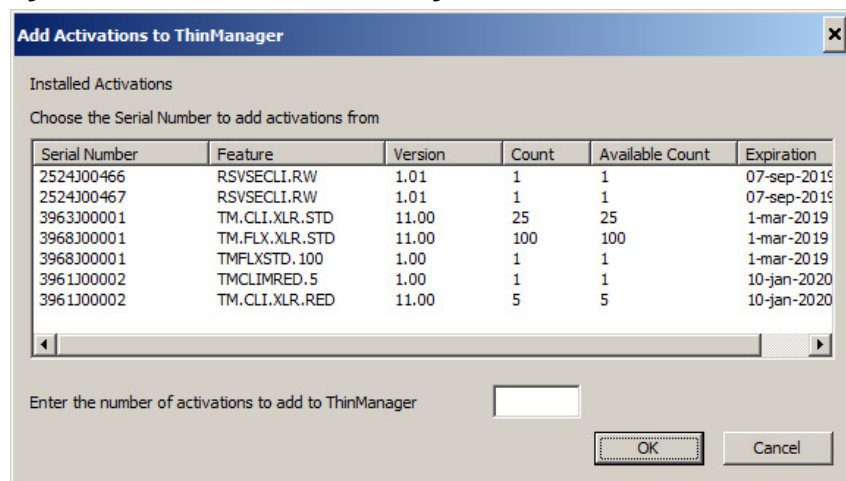 Add Activations to ThinManager
Installed Activations
Choose the Serial Number to add activations from
Serial Number Feature Version Count Available Count Expiration
2524J00466 RSVSECLI.RW 1.01 1 1 07-sep-2019
2524J00467 RSVSECLI.RW 1.01 1 1 07-sep-2019
3963J00001 TM.CLI.XLR.STD 11.00 25 25 1-mar-2019
3968J00001 TM.FLX.XLR.STD 11.00 100 100 1-mar-2019
3968J00001 TMFLXSTD.100 1.00 1 1 1-mar-2019
3961J00002 TMCLIMRED.5 1.00 1 1 10-jan-2020
3961J00002 TM.CLI.XLR.RED 11.00 5 5 10-jan-2020
Enter the number of activations to add to ThinManager
OK Cancel